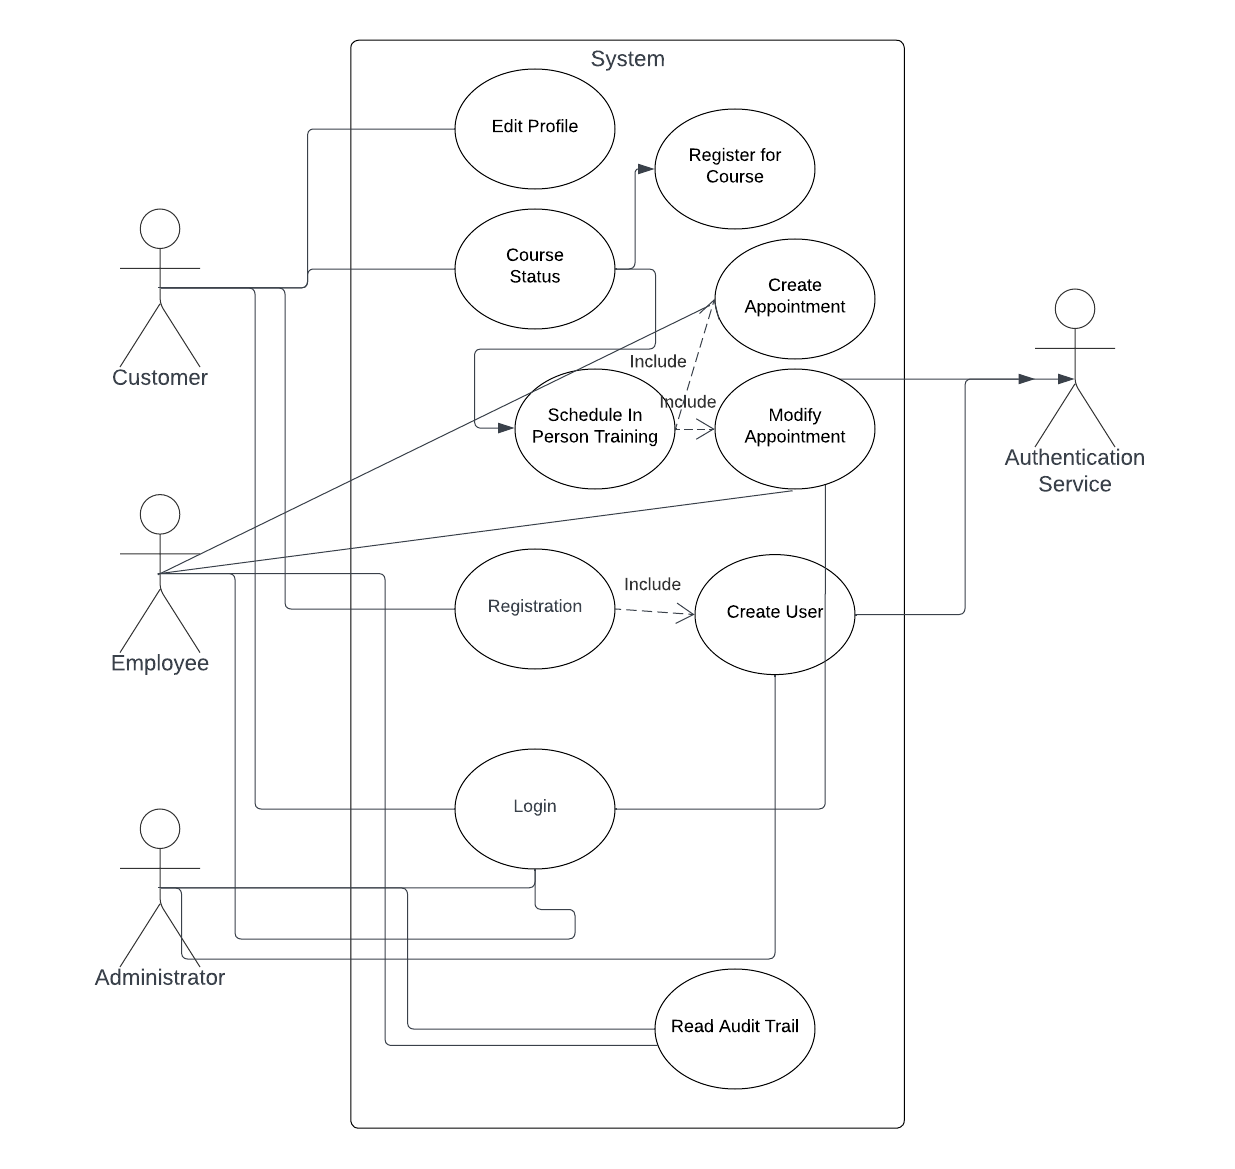 System
Edit Profile
Register for
Course
Course
Status
Create
Appointment
Include
Customer
Include
Schedule In
Person Training
Modify
Appointment
Authentication
Service
Include
Registration
Create User
Employee
Login
Administrator
Read Audit Trail